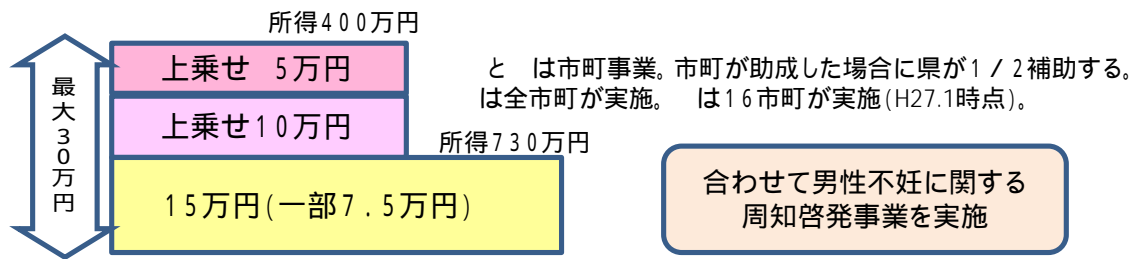 所得400万円
上乗せ 5万円
と は市町事業。市町が助成した場合に県が1/2補助する。
は全市町が実施。 は16市町が実施(H27.1時点)。
最大30万円
上乗せ10万円
所得730万円
15万円(一部7.5万円)
合わせて男性不妊に関する
周知啓発事業を実施